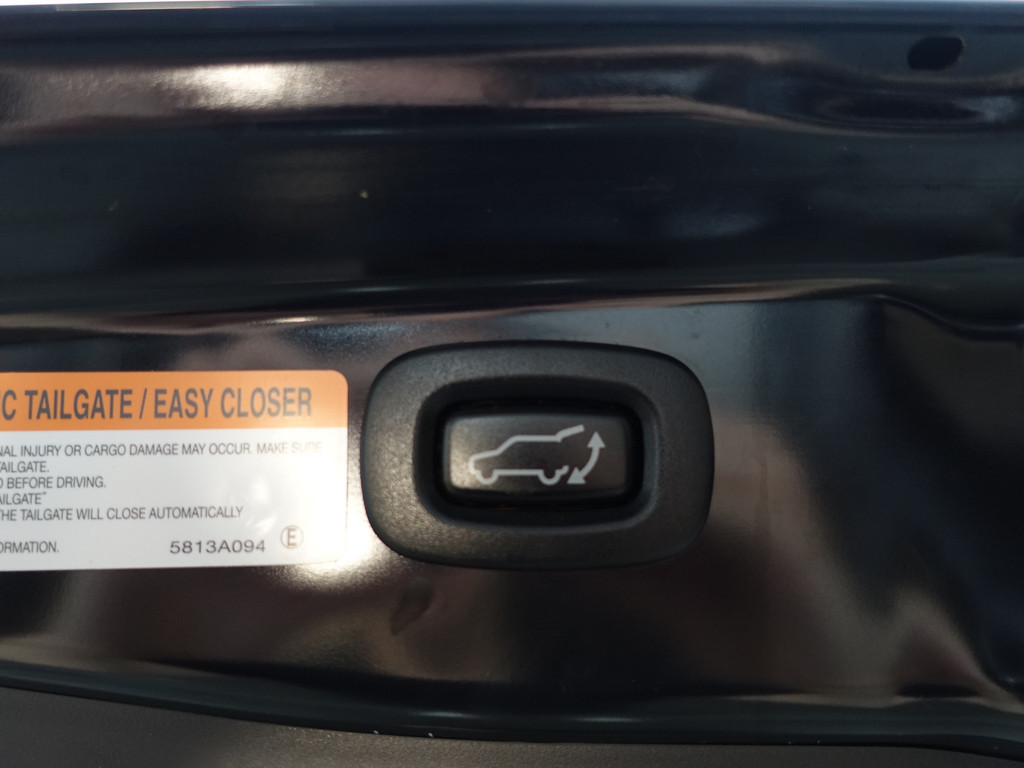 C TAILGATE / EASY CLOSER
NAL INJURY OR CARGO DAMAGE MAY OCCUR. MAKE SURE
TAILGATE.
D BEFORE DRIVING.
AILGATE"
THE TAILGATE WILL CLOSE AUTOMATICALLY
ORMATION.
5813A094 E